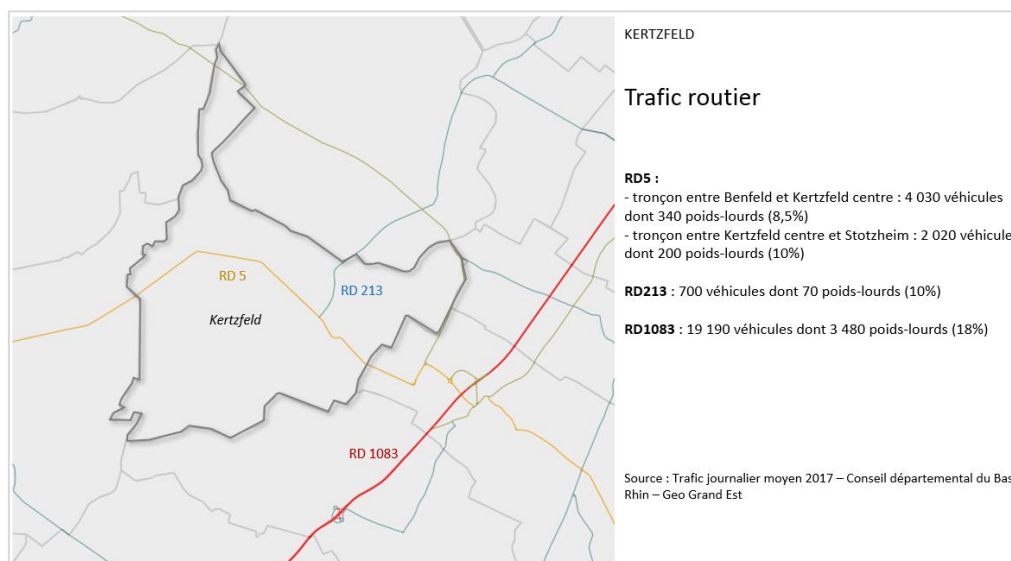 KERTZFELD
Trafic routier
RD5 :
- tronçon entre Benfeld et Kertzfeld centre : 4 030 véhicules
dont 340 poids-lourds (8,5%)
- tronçon entre Kertzfeld centre et Stotzheim : 2 020 véhicule
dont 200 poids-lourds (10%)
RD213 : 700 véhicules dont 70 poids-lourds (10%)
RD1083 : 19 190 véhicules dont 3 480 poids-lourds (18%)
Source : Trafic journalier moyen 2017 – Conseil départemental du Bas
Rhin – Geo Grand Est
RD 5
RD 213
Kertzfeld
RD 1083